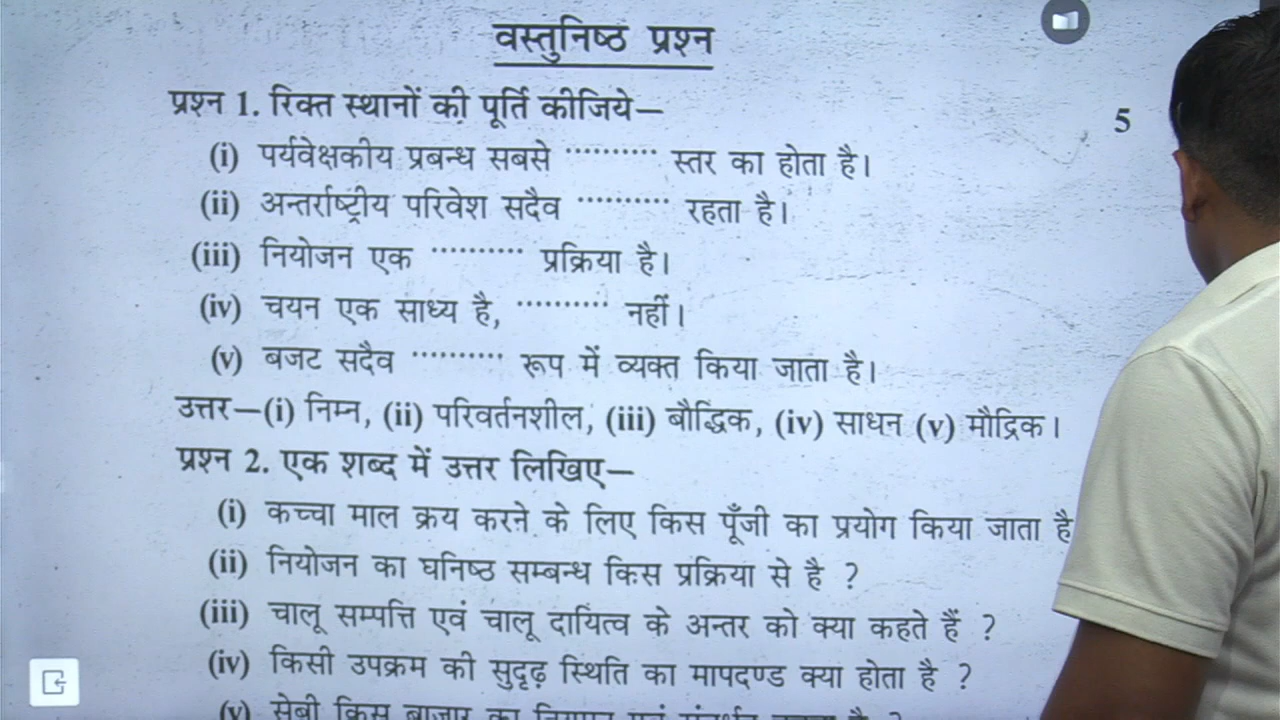 वस्तुनिष्ठ प्रश्न
प्रश्न 1. रिक्त स्थानों की पूर्ति कीजिये—
5
(i) पर्यवेक्षकीय प्रबन्ध सबसे ·········· स्तर का होता है।
(ii) अन्तर्राष्ट्रीय परिवेश सदैव ·········· रहता है।
(iii) नियोजन एक ·········· प्रक्रिया है।
(iv) चयन एक साध्य है, ·········· नहीं।
(v) बजट सदैव ·········· रूप में व्यक्त किया जाता है।
उत्तर—(i) निम्न, (ii) परिवर्तनशील, (iii) बौद्धिक, (iv) साधन (v) मौद्रिक।
प्रश्न 2. एक शब्द में उत्तर लिखिए—
(i) कच्चा माल क्रय करने के लिए किस पूँजी का प्रयोग किया जाता है
(ii) नियोजन का घनिष्ठ सम्बन्ध किस प्रक्रिया से है ?
(iii) चालू सम्पत्ति एवं चालू दायित्व के अन्तर को क्या कहते हैं ?
(iv) किसी उपक्रम की सुदृढ़ स्थिति का मापदण्ड क्या होता है ?
(v) सेबी किस बाजार का